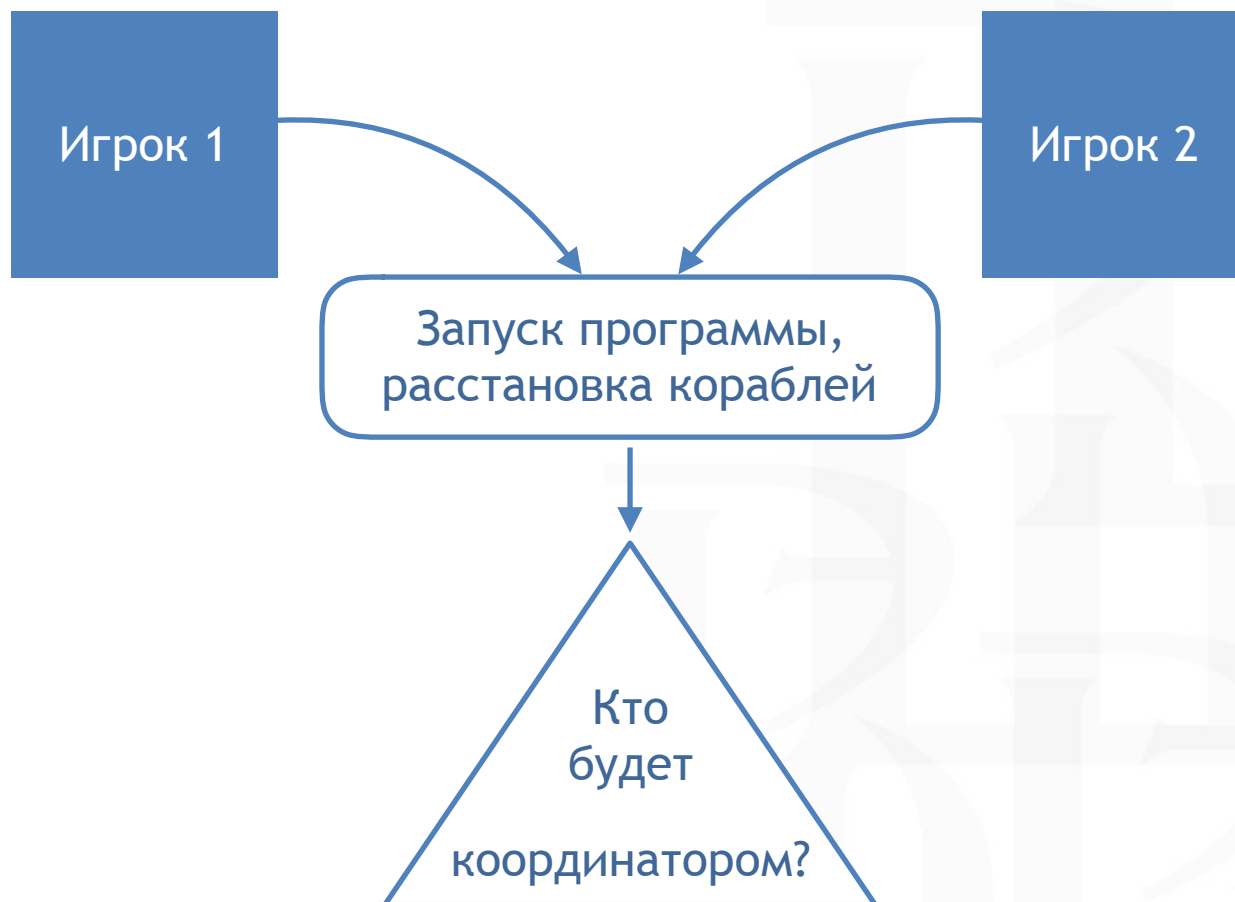 Игрок 1
Игрок 2
Запуск программы,
расстановка кораблей
Кто
будет
координатором?